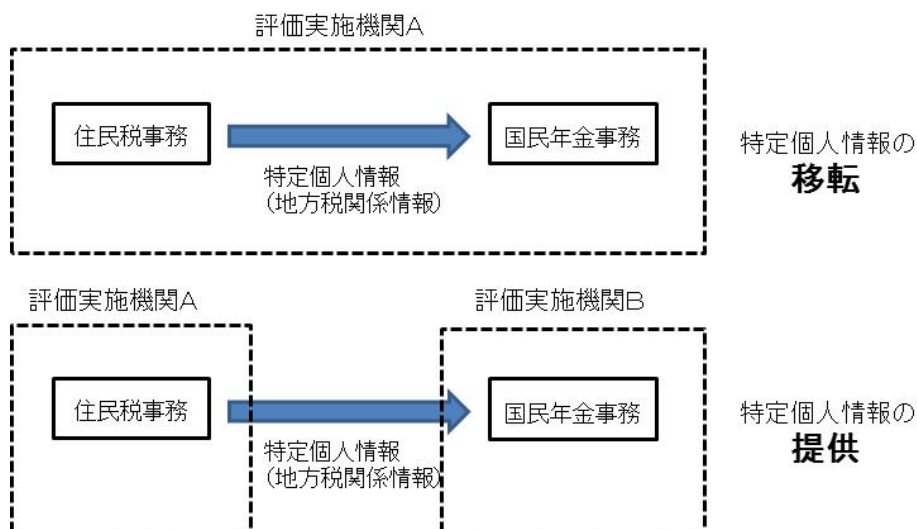 評価実施機関A
住民税事務
国民年金事務
特定個人情報
(地方税関係情報)
特定個人情報の
移転
評価実施機関A
評価実施機関B
住民税事務
国民年金事務
特定個人情報
(地方税関係情報)
特定個人情報の
提供